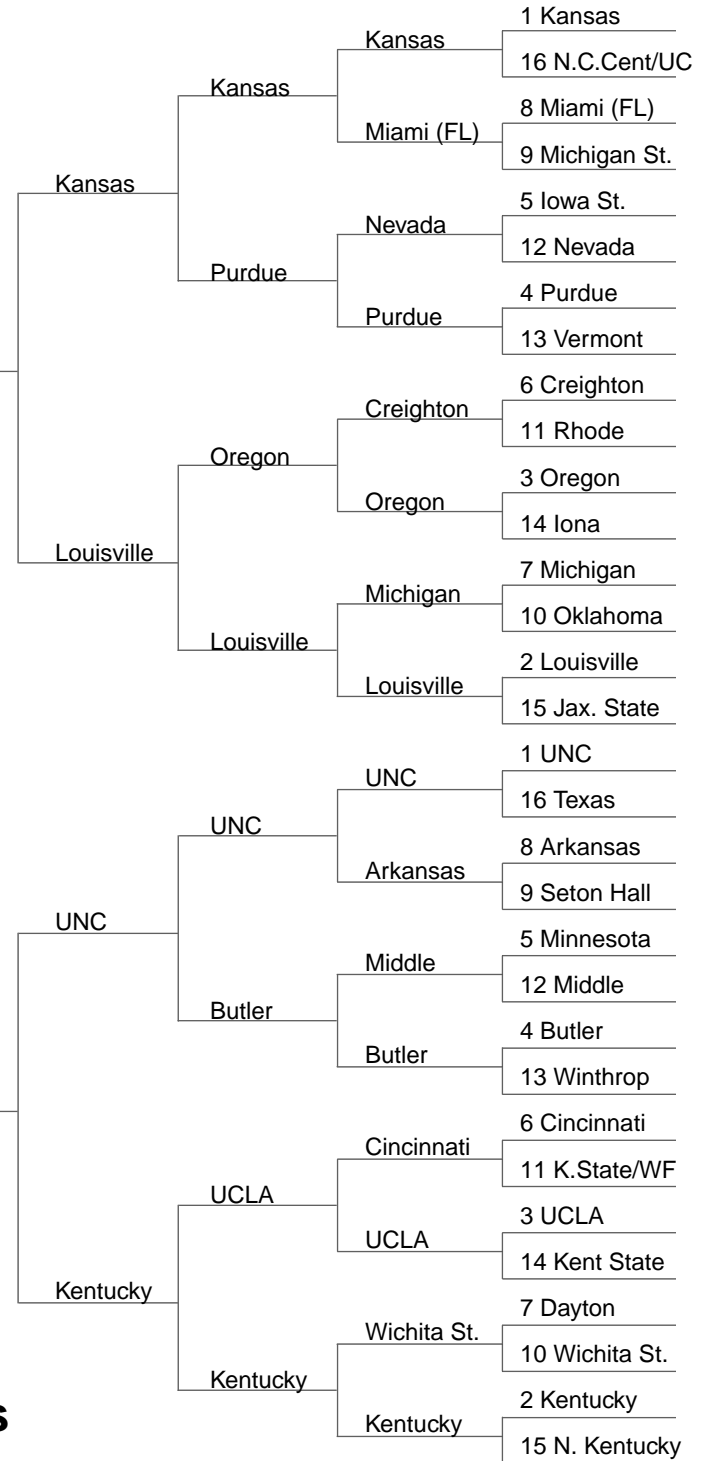 1 Kansas
Kansas
16 N.C.Cent/UC
Kansas
8 Miami (FL)
Miami (FL)
9 Michigan St.
Kansas
5 Iowa St.
Nevada
12 Nevada
Purdue
4 Purdue
Purdue
13 Vermont
6 Creighton
Creighton
11 Rhode
Oregon
3 Oregon
Oregon
14 Iona
Louisville
7 Michigan
Michigan
10 Oklahoma
Louisville
2 Louisville
Louisville
15 Jax. State
1 UNC
UNC
16 Texas
UNC
8 Arkansas
Arkansas
9 Seton Hall
UNC
5 Minnesota
Middle
12 Middle
Butler
4 Butler
Butler
13 Winthrop
6 Cincinnati
Cincinnati
11 K.State/WF
UCLA
3 UCLA
UCLA
14 Kent State
Kentucky
7 Dayton
Wichita St.
10 Wichita St.
Kentucky
2 Kentucky
Kentucky
15 N. Kentucky
s